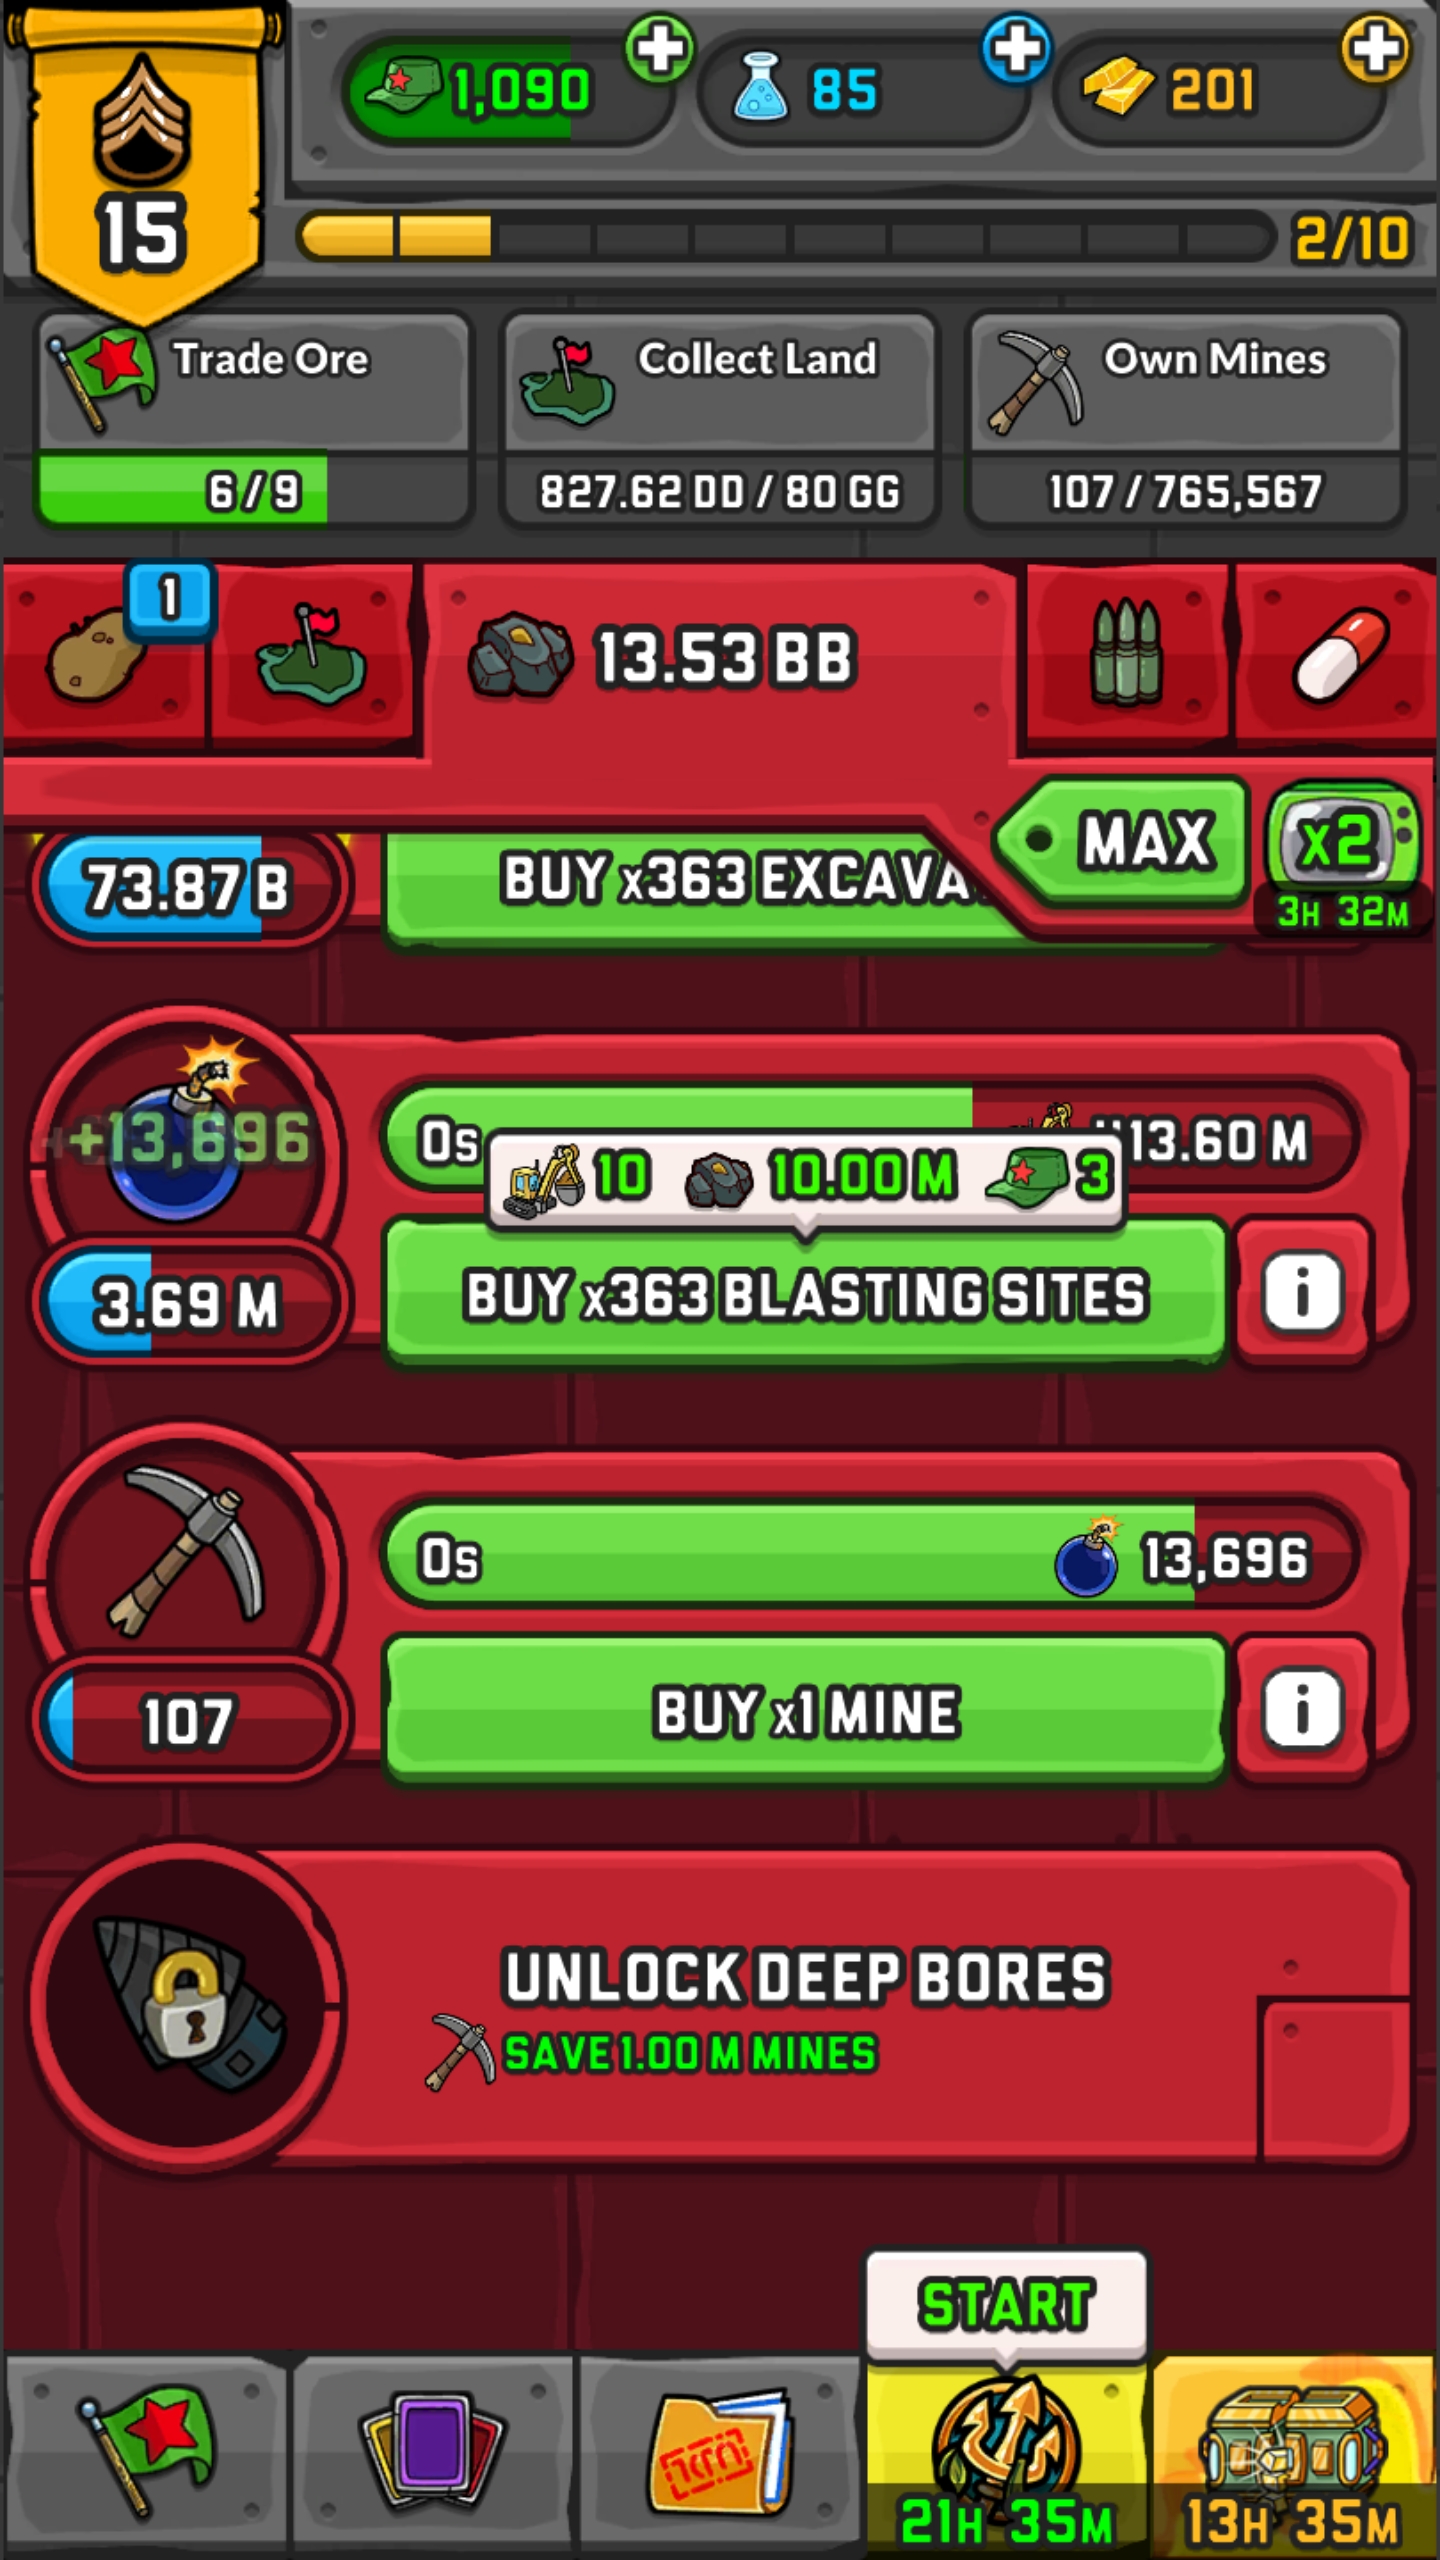 1,090
85
201
15
2/10
Trade Ore
Collect Land
Own Mines
6/9
827.62 DD / 80 GG
107 / 765,567
1
13.53 BB
MAX
x2
3H 32M
73.87 B
BUY x363
+13,696
0s
13.60 M
10
10.00 M
3
3.69 M
BUY x363 BLASTING SITES
i
0s
13,696
107
BUY x1 MINE
i
UNLOCK DEEP BORES
SAVE 1.00 M MINES
START
21H 35M
13H 35M